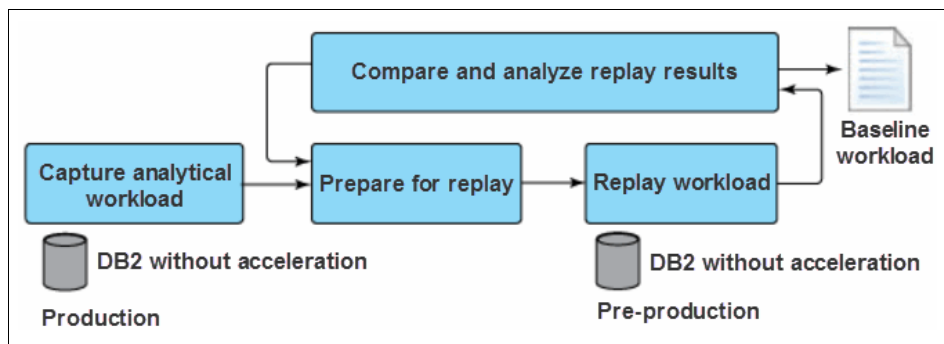 Compare and analyze replay results
Baseline
workload
Capture analytical
workload
Prepare for replay
Replay workload
DB2 without acceleration
DB2 without acceleration
Production
Pre-production